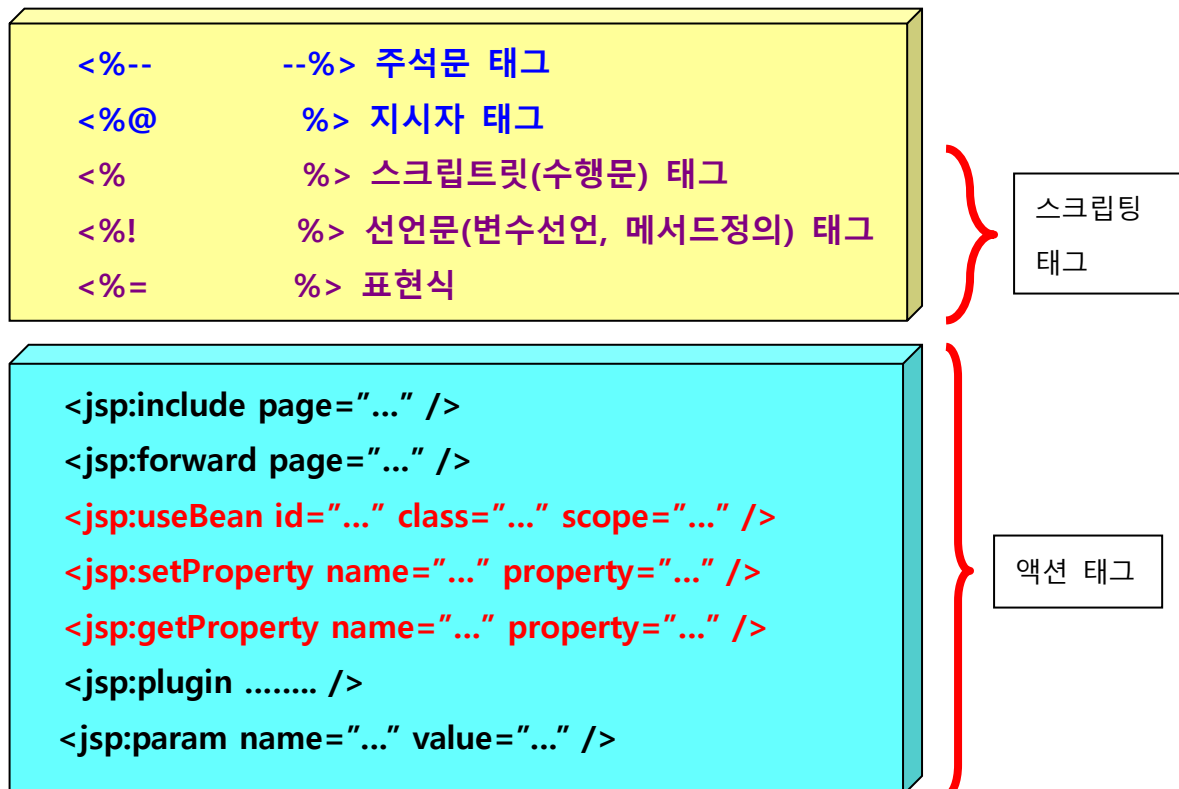 <%-- --%> 주석문 태그
<%@ %> 지시자 태그
<% %> 스크립트릿(수행문) 태그
<%! %> 선언문(변수선언, 메서드정의) 태그
<%= %> 표현식
스크립팅
태그
<jsp:include page="..." />
<jsp:forward page="..." />
<jsp:useBean id="..." class="..." scope="..." />
<jsp:setProperty name="..." property="..." />
<jsp:getProperty name="..." property="..." />
<jsp:plugin ........ />
<jsp:param name="..." value="..." />
액션 태그